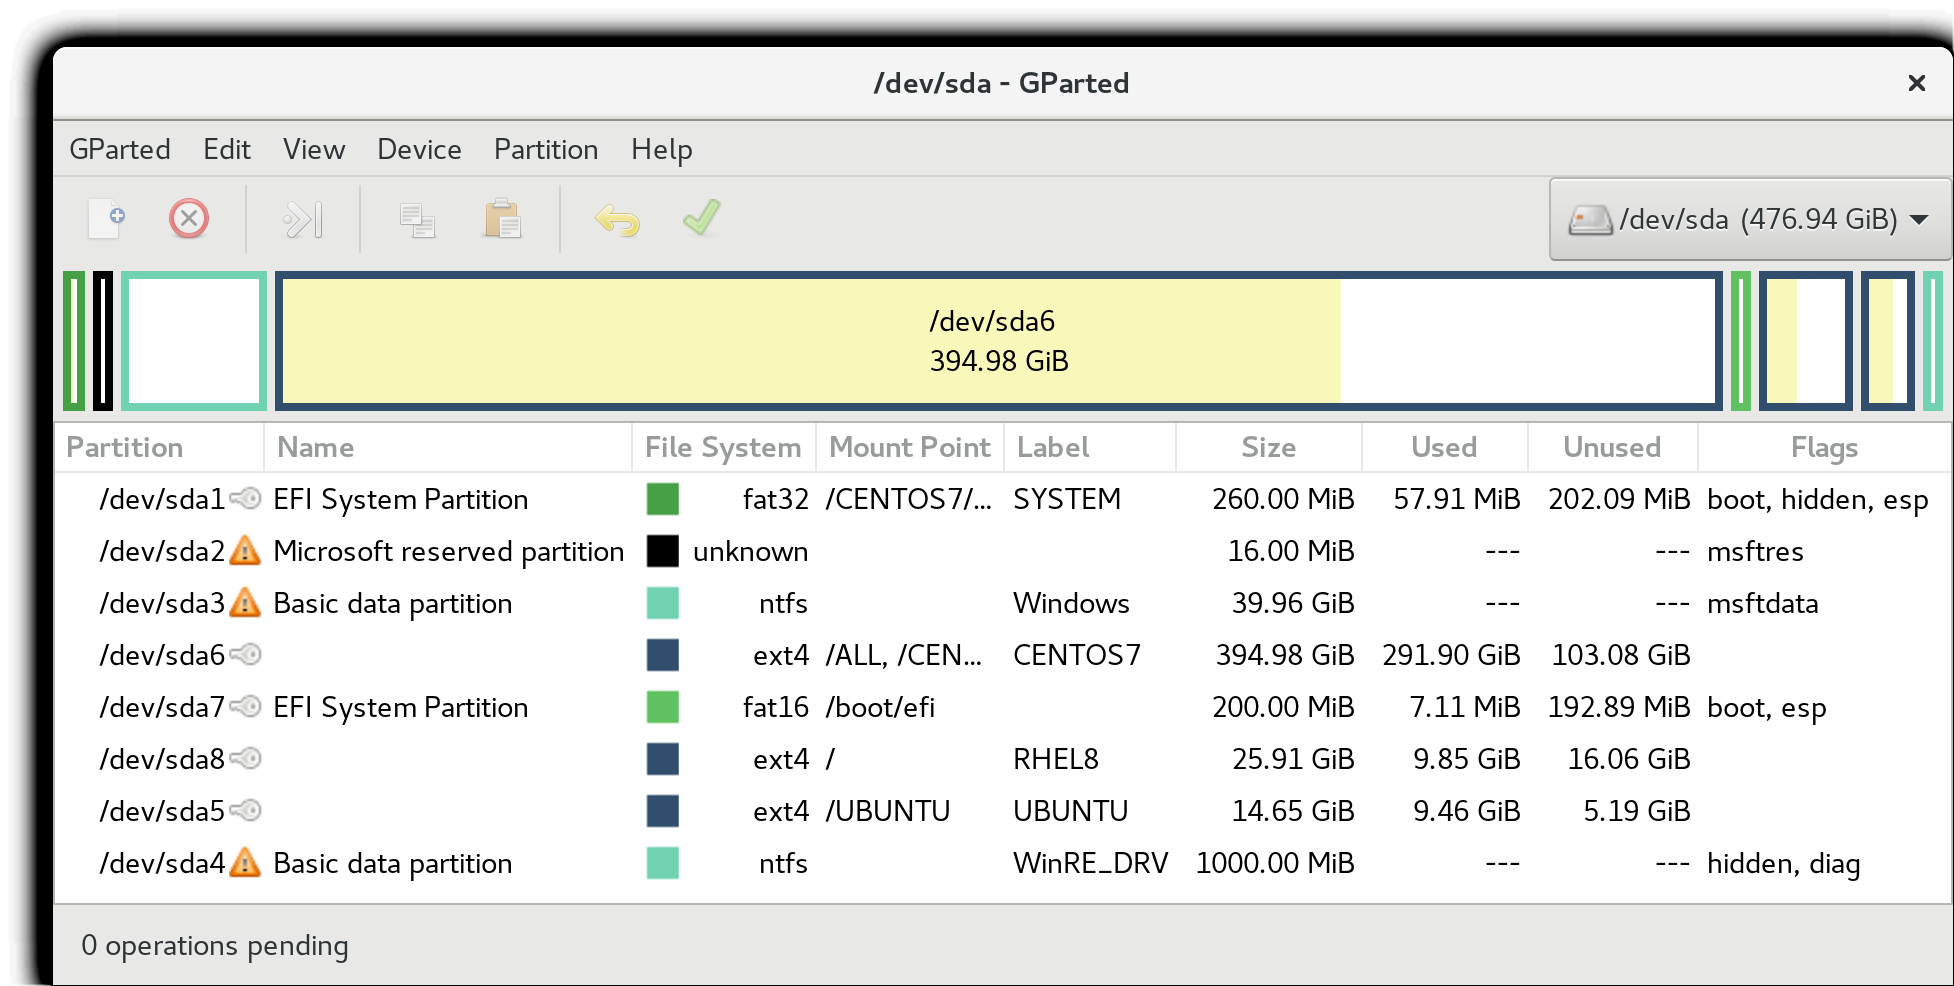 /dev/sda - GParted
GParted Edit View Device Partition Help
/dev/sda (476.94 GiB)
/dev/sda6
394.98 GiB
Partition Name File System Mount Point Label Size Used Unused Flags
/dev/sda1 EFI System Partition fat32 /CENTOS7/... SYSTEM 260.00 MiB 57.91 MiB 202.09 MiB boot, hidden, esp
/dev/sda2 Microsoft reserved partition unknown 16.00 MiB --- --- msftres
/dev/sda3 Basic data partition ntfs Windows 39.96 GiB --- --- msftdata
/dev/sda6 ext4 /ALL, /CEN... CENTOS7 394.98 GiB 291.90 GiB 103.08 GiB
/dev/sda7 EFI System Partition fat16 /boot/efi 200.00 MiB 7.11 MiB 192.89 MiB boot, esp
/dev/sda8 ext4 / RHEL8 25.91 GiB 9.85 GiB 16.06 GiB
/dev/sda5 ext4 /UBUNTU UBUNTU 14.65 GiB 9.46 GiB 5.19 GiB
/dev/sda4 Basic data partition ntfs WinRE_DRV 1000.00 MiB --- --- hidden, diag
0 operations pending